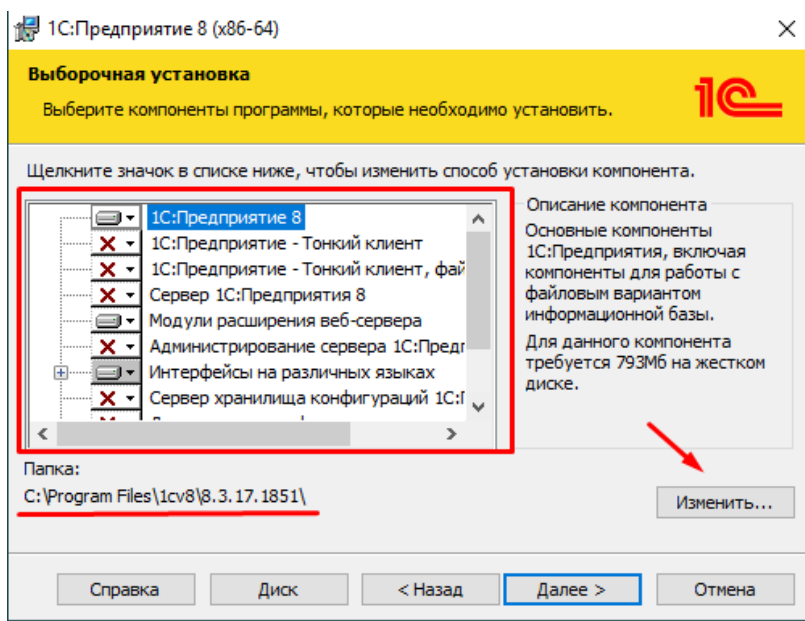 1С:Предприятие 8 (x86-64)
Выборочная установка
Выберите компоненты программы, которые необходимо установить.
1С
Щелкните значок в списке ниже, чтобы изменить способ установки компонента.
1С:Предприятие 8
1С:Предприятие - Тонкий клиент
1С:Предприятие - Тонкий клиент, фай
Сервер 1С:Предприятия 8
Модули расширения веб-сервера
Администрирование сервера 1С:Предп
Интерфейсы на различных языках
Сервер хранилища конфигураций 1С:П
Описание компонента
Основные компоненты
1С:Предприятия, включая
компоненты для работы с
файловым вариантом
информационной базы.
Для данного компонента
требуется 793Мб на жестком
диске.
Папка:
C:\Program Files\1cv8\8.3.17.1851\
Изменить...
Справка
Диск
< Назад
Далее >
Отмена